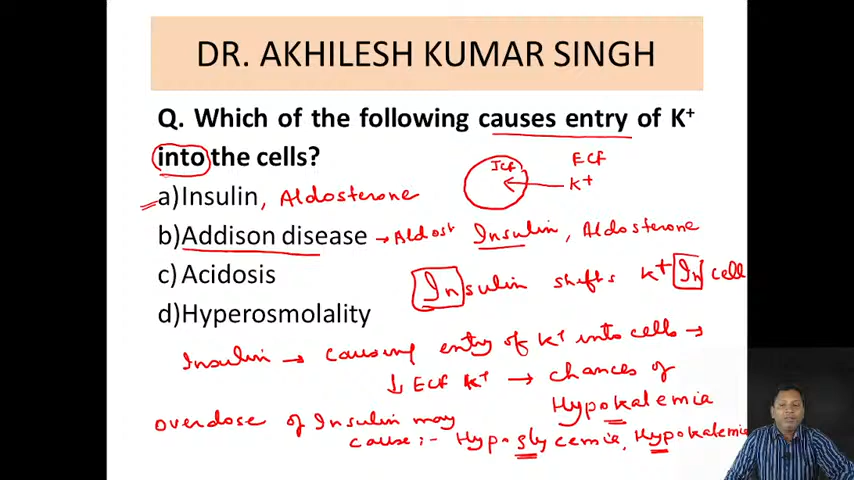 DR. AKHILESH KUMAR SINGH
Q. Which of the following causes entry of K+
into the cells?
Icf, ECF
K+
a)Insulin, Aldosterone
b)Addison disease → Aldost Insulin, Aldosterone
c) Acidosis
Insulin shifts K+ In cell
d)Hyperosmolality
Insulin → causing entry of K+ into cells →
↓ ECF K+ → chances of
Hypokalemia
overdose of Insulin may
cause :- Hypoglycemia, Hypokalemia